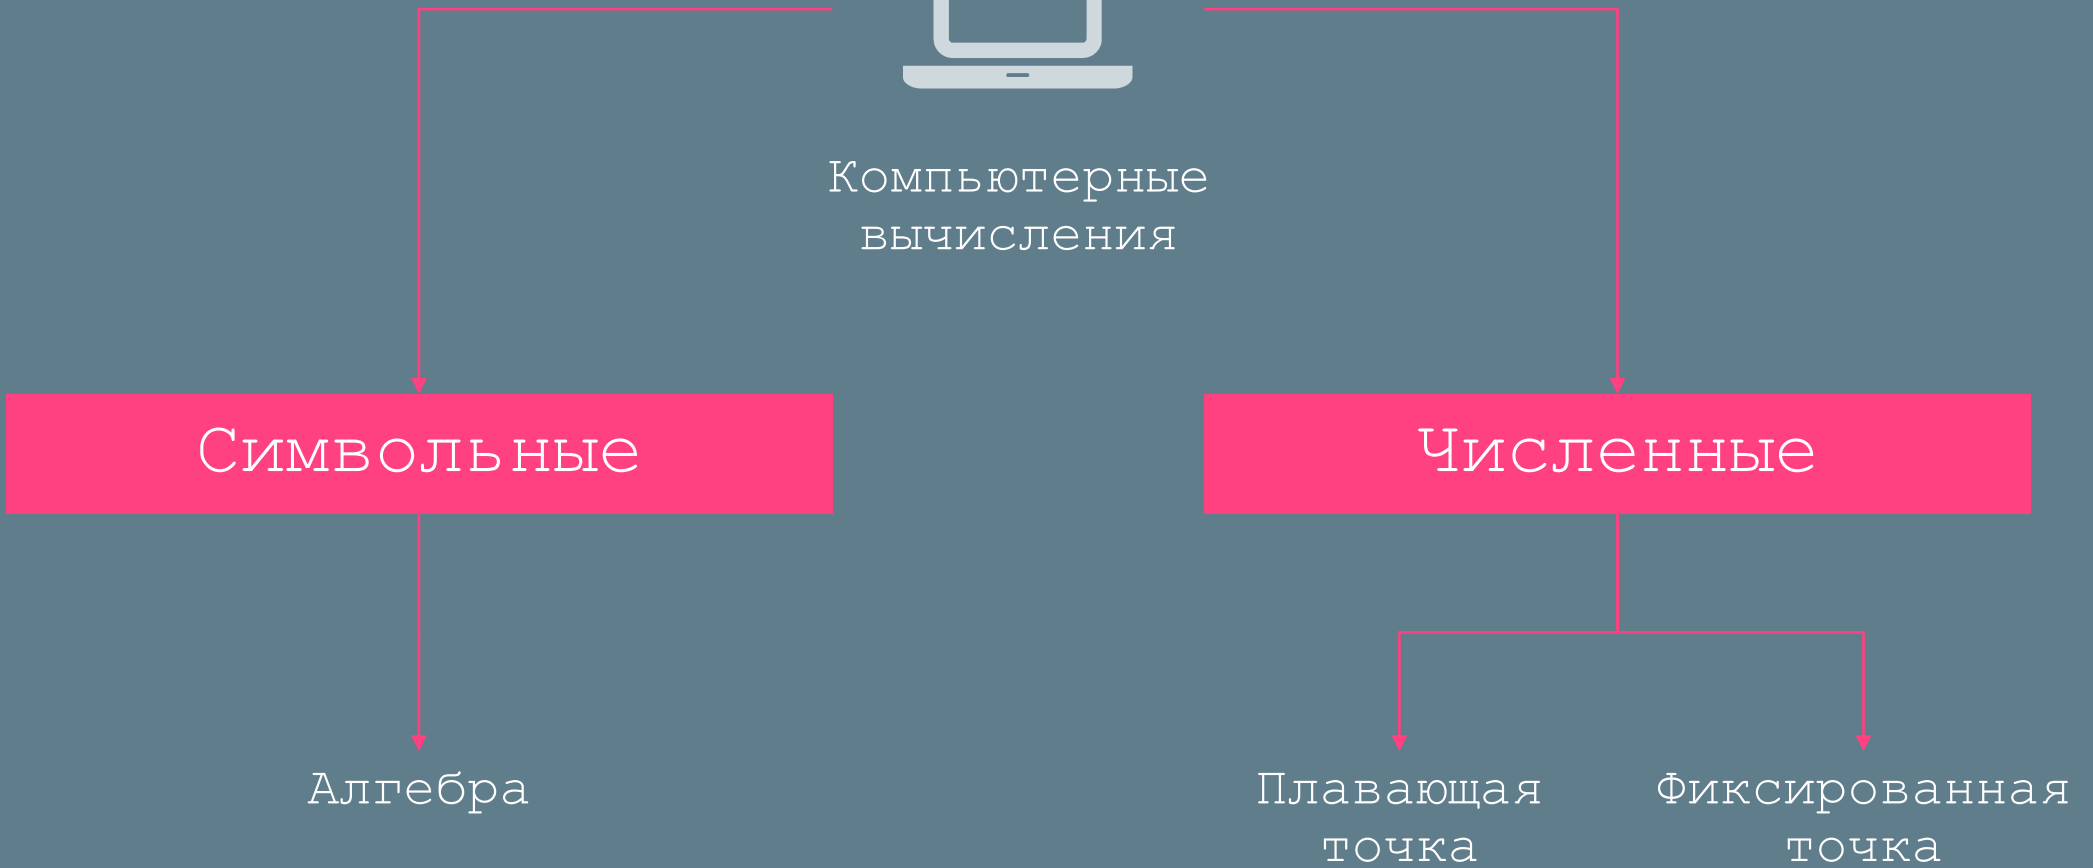 Компьютерные
вычисления
Символьные
Численные
Алгебра
Плавающая
точка
Фиксированная
точка